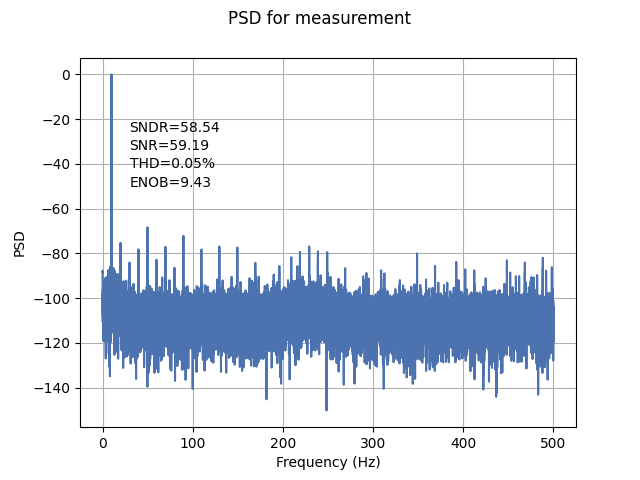 PSD for measurement
0
−20
−40
−60
−80
−100
−120
−140
PSD
SNDR=58.54
SNR=59.19
THD=0.05%
ENOB=9.43
0 100 200 300 400 500
Frequency (Hz)